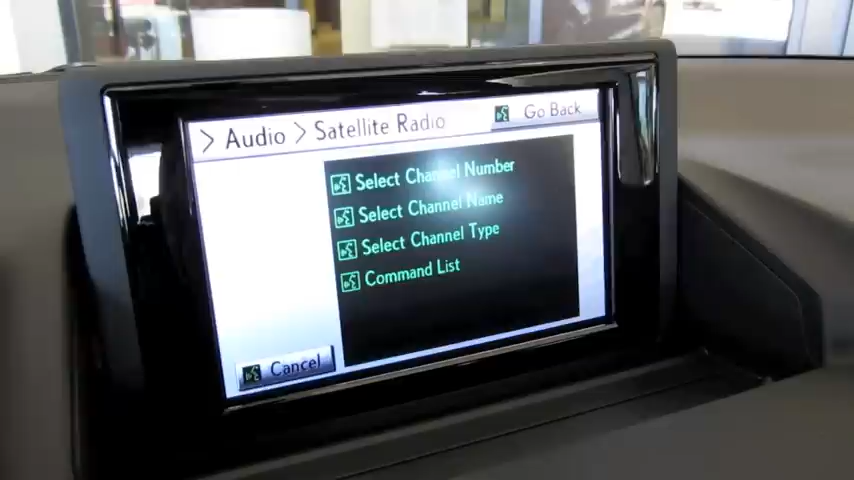 > Audio > Satellite Radio
Go Back
Select Channel Number
Select Channel Name
Select Channel Type
Command List
Cancel